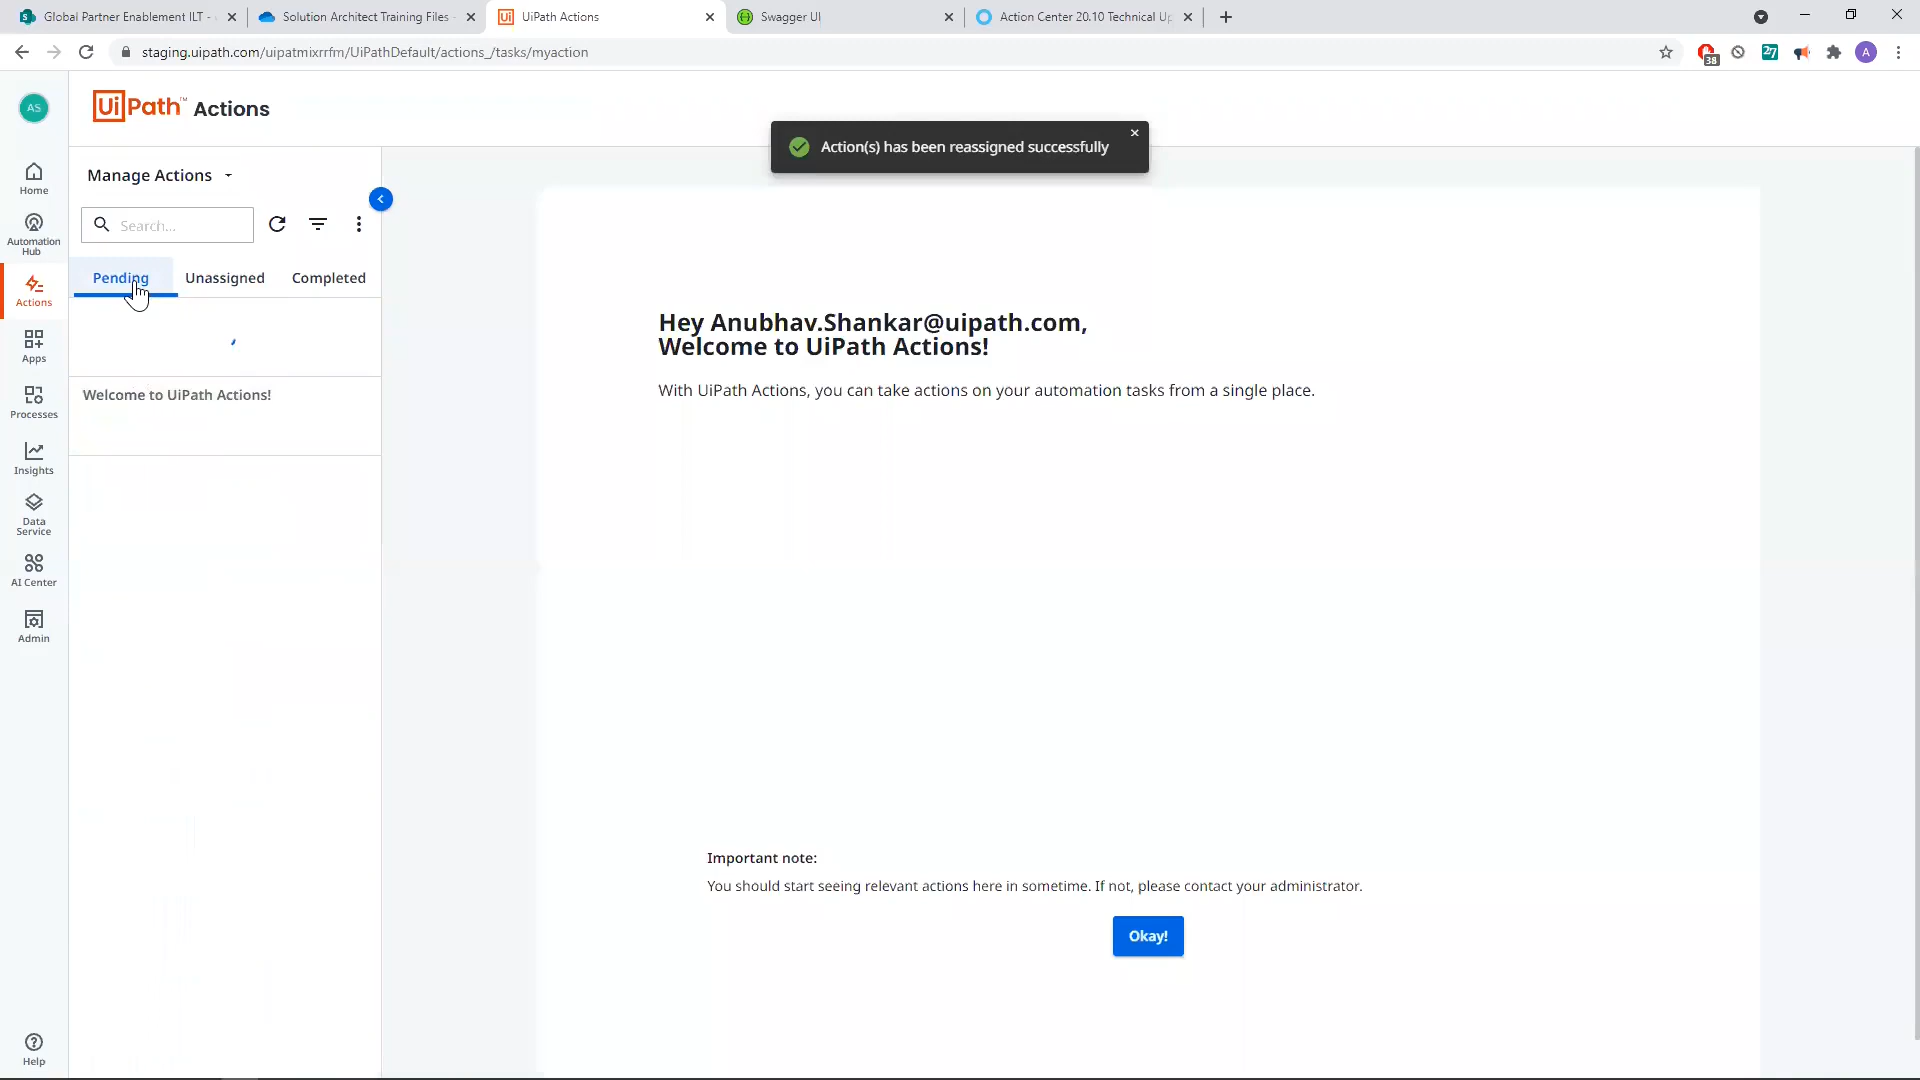 Global Partner Enablement ILT -
Solution Architect Training Files -
UiPath Actions
Swagger UI
Action Center 20.10 Technical Up
staging.uipath.com/uipatmixrrfm/UiPathDefault/actions_/tasks/myaction
38
27
A
AS
UiPath™ Actions
Action(s) has been reassigned successfully
Manage Actions
Search...
Pending
Unassigned
Completed
Welcome to UiPath Actions!
Home
Automation
Hub
Actions
Apps
Processes
Insights
Data
Service
AI Center
Admin
Help
Hey Anubhav.Shankar@uipath.com,
Welcome to UiPath Actions!
With UiPath Actions, you can take actions on your automation tasks from a single place.
Important note:
You should start seeing relevant actions here in sometime. If not, please contact your administrator.
Okay!